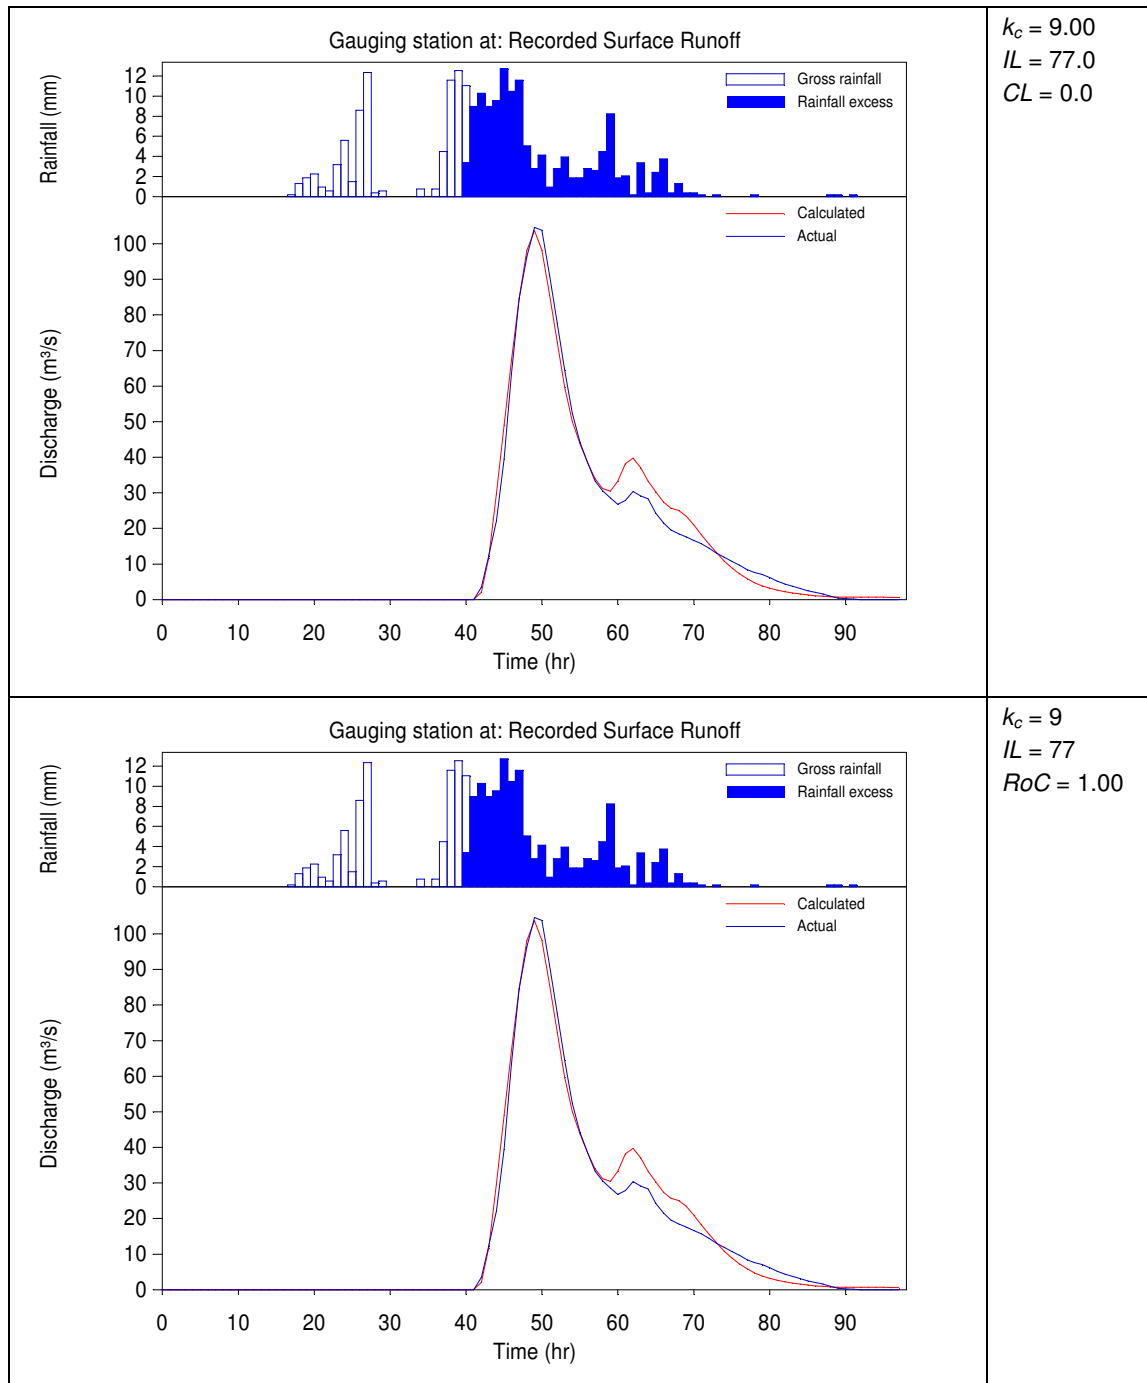 Gauging station at: Recorded Surface Runoff
Rainfall (mm)
12
10
8
6
4
2
0
Gross rainfall
Rainfall excess
Calculated
Actual
Discharge (m³/s)
100
90
80
70
60
50
40
30
20
10
0
0 10 20 30 40 50 60 70 80 90
Time (hr)
kc = 9.00
IL = 77.0
CL = 0.0
Gauging station at: Recorded Surface Runoff
Rainfall (mm)
12
10
8
6
4
2
0
Gross rainfall
Rainfall excess
Calculated
Actual
Discharge (m³/s)
100
90
80
70
60
50
40
30
20
10
0
0 10 20 30 40 50 60 70 80 90
Time (hr)
kc = 9
IL = 77
RoC = 1.00